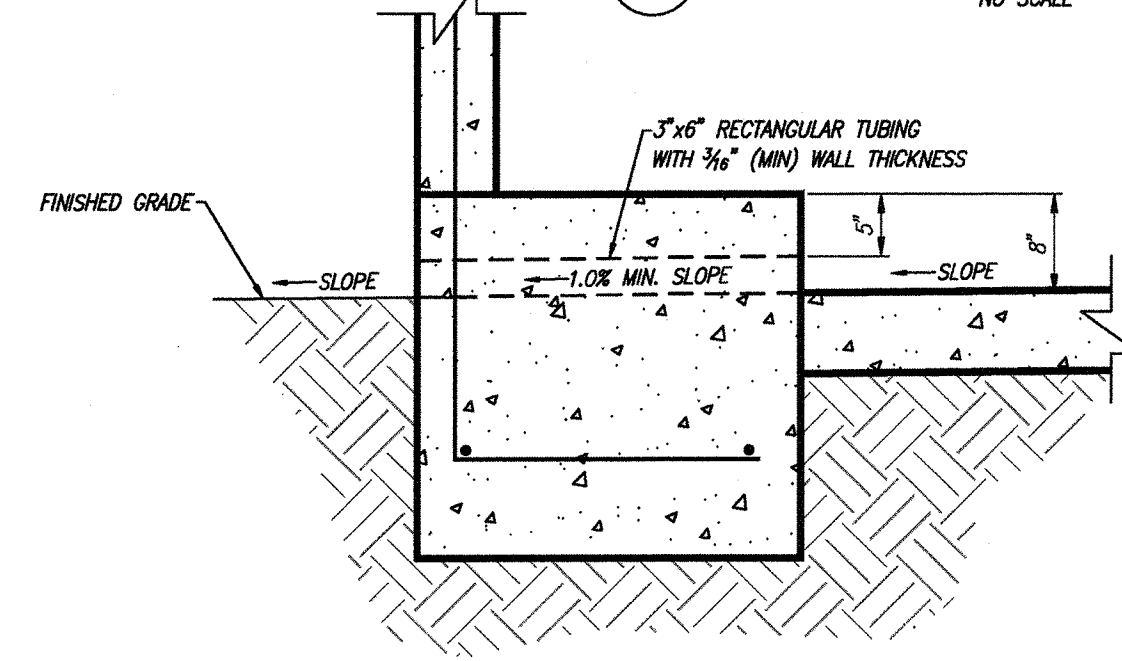 NO SCALE
3"x6" RECTANGULAR TUBING
WITH 3/16" (MIN) WALL THICKNESS
FINISHED GRADE
5"
8"
SLOPE
1.0% MIN. SLOPE
SLOPE